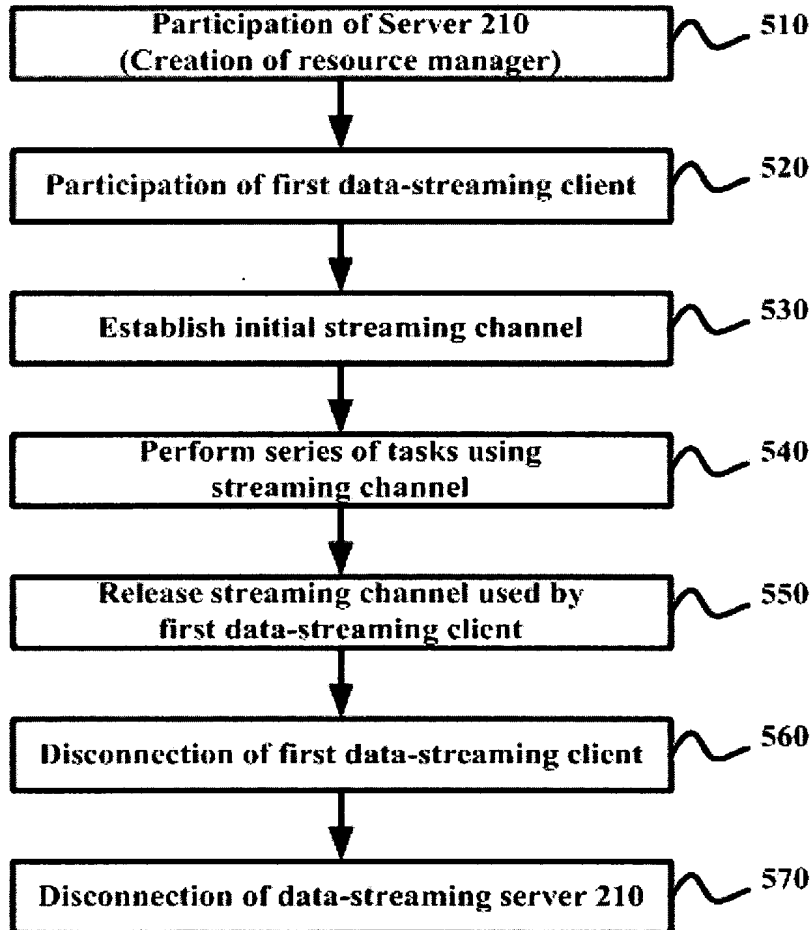 Participation of Server 210
(Creation of resource manager)
510
Participation of first data-streaming client
520
Establish initial streaming channel
530
Perform series of tasks using
streaming channel
540
Release streaming channel used by
first data-streaming client
550
Disconnection of first data-streaming client
560
Disconnection of data-streaming server 210
570